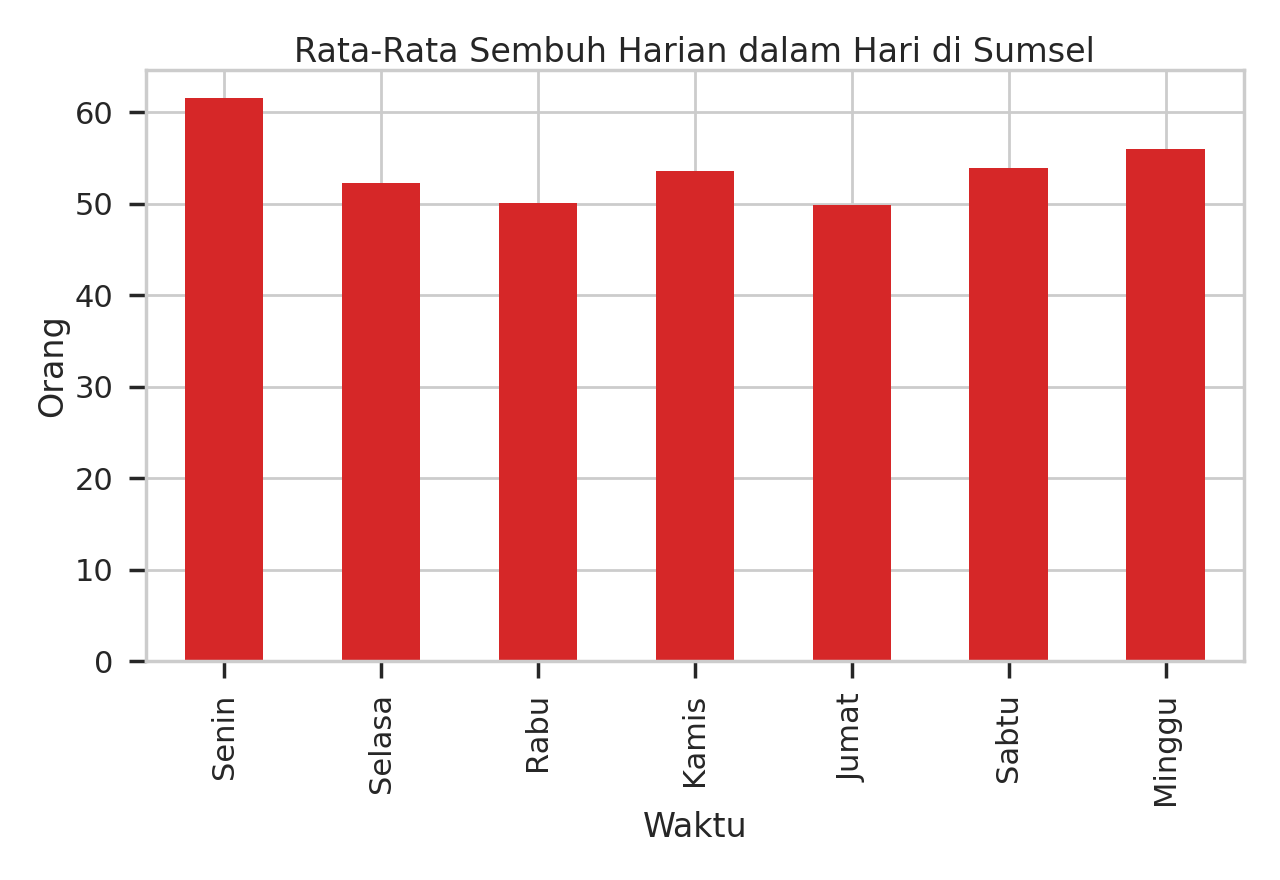 Rata-Rata Sembuh Harian dalam Hari di Sumsel
60
50
40
30
20
10
0
Orang
Senin
Selasa
Rabu
Kamis
Jumat
Sabtu
Minggu
Waktu